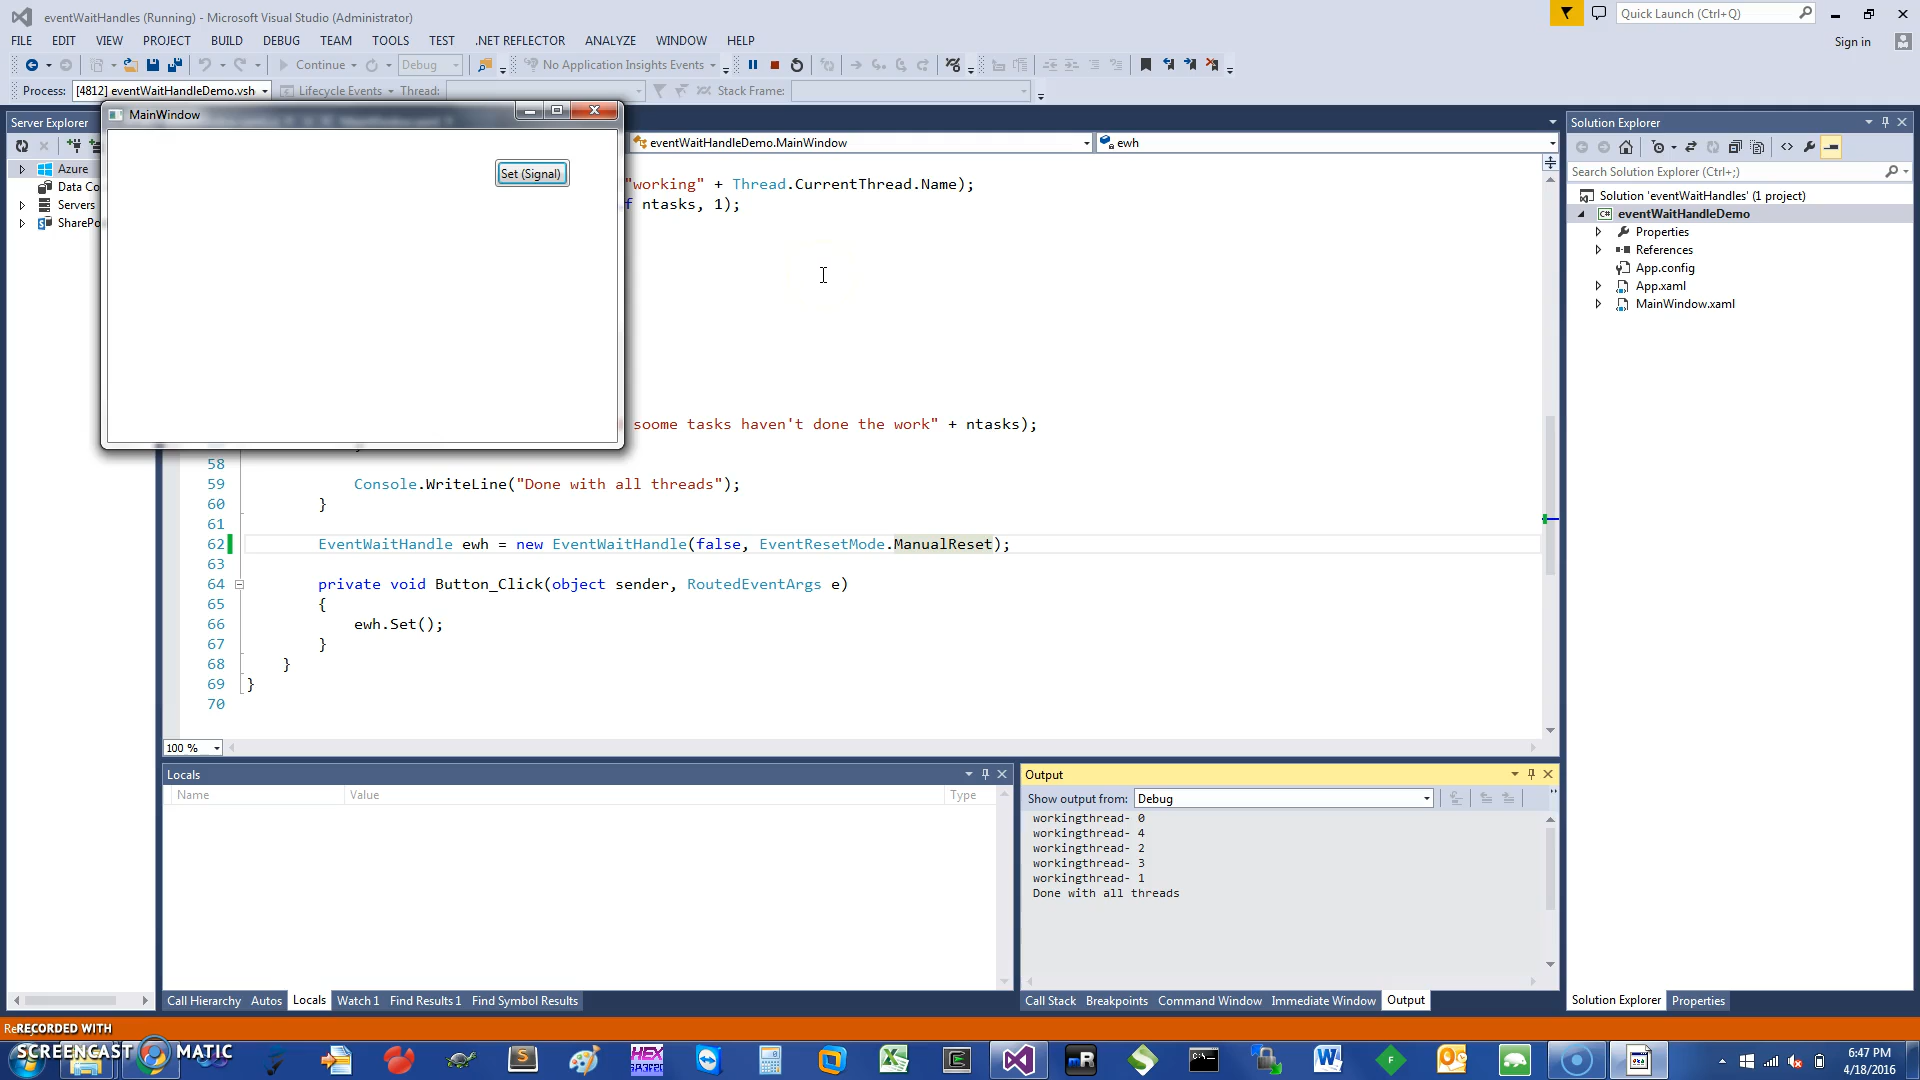 eventWaitHandles (Running) - Microsoft Visual Studio (Administrator)
Quick Launch (Ctrl+Q)
FILE EDIT VIEW PROJECT BUILD DEBUG TEAM TOOLS TEST .NET REFLECTOR ANALYZE WINDOW HELP
Sign in
Continue Debug No Application Insights Events
Process: [4812] eventWaitHandleDemo.vsh Lifecycle Events Thread: Stack Frame:
Server Explorer
Azure
Data Co
Servers
SharePo
MainWindow
Set (Signal)
eventWaitHandleDemo.MainWindow
ewh
"working" + Thread.CurrentThread.Name);
f ntasks, 1);
soome tasks haven't done the work" + ntasks);
58
59 Console.WriteLine("Done with all threads");
60 }
61
62 EventWaitHandle ewh = new EventWaitHandle(false, EventResetMode.ManualReset);
63
64 private void Button_Click(object sender, RoutedEventArgs e)
65 {
66 ewh.Set();
67 }
68 }
69 }
70
100 %
Locals
Name Value Type
Call Hierarchy Autos Locals Watch 1 Find Results 1 Find Symbol Results
Output
Show output from: Debug
workingthread- 0
workingthread- 4
workingthread- 2
workingthread- 3
workingthread- 1
Done with all threads
Call Stack Breakpoints Command Window Immediate Window Output
Solution Explorer
Search Solution Explorer (Ctrl+;)
Solution 'eventWaitHandles' (1 project)
C# eventWaitHandleDemo
Properties
References
App.config
App.xaml
MainWindow.xaml
Solution Explorer Properties
RECORDED WITH
SCREENCAST MATIC
HEX
mR
6:47 PM
4/18/2016